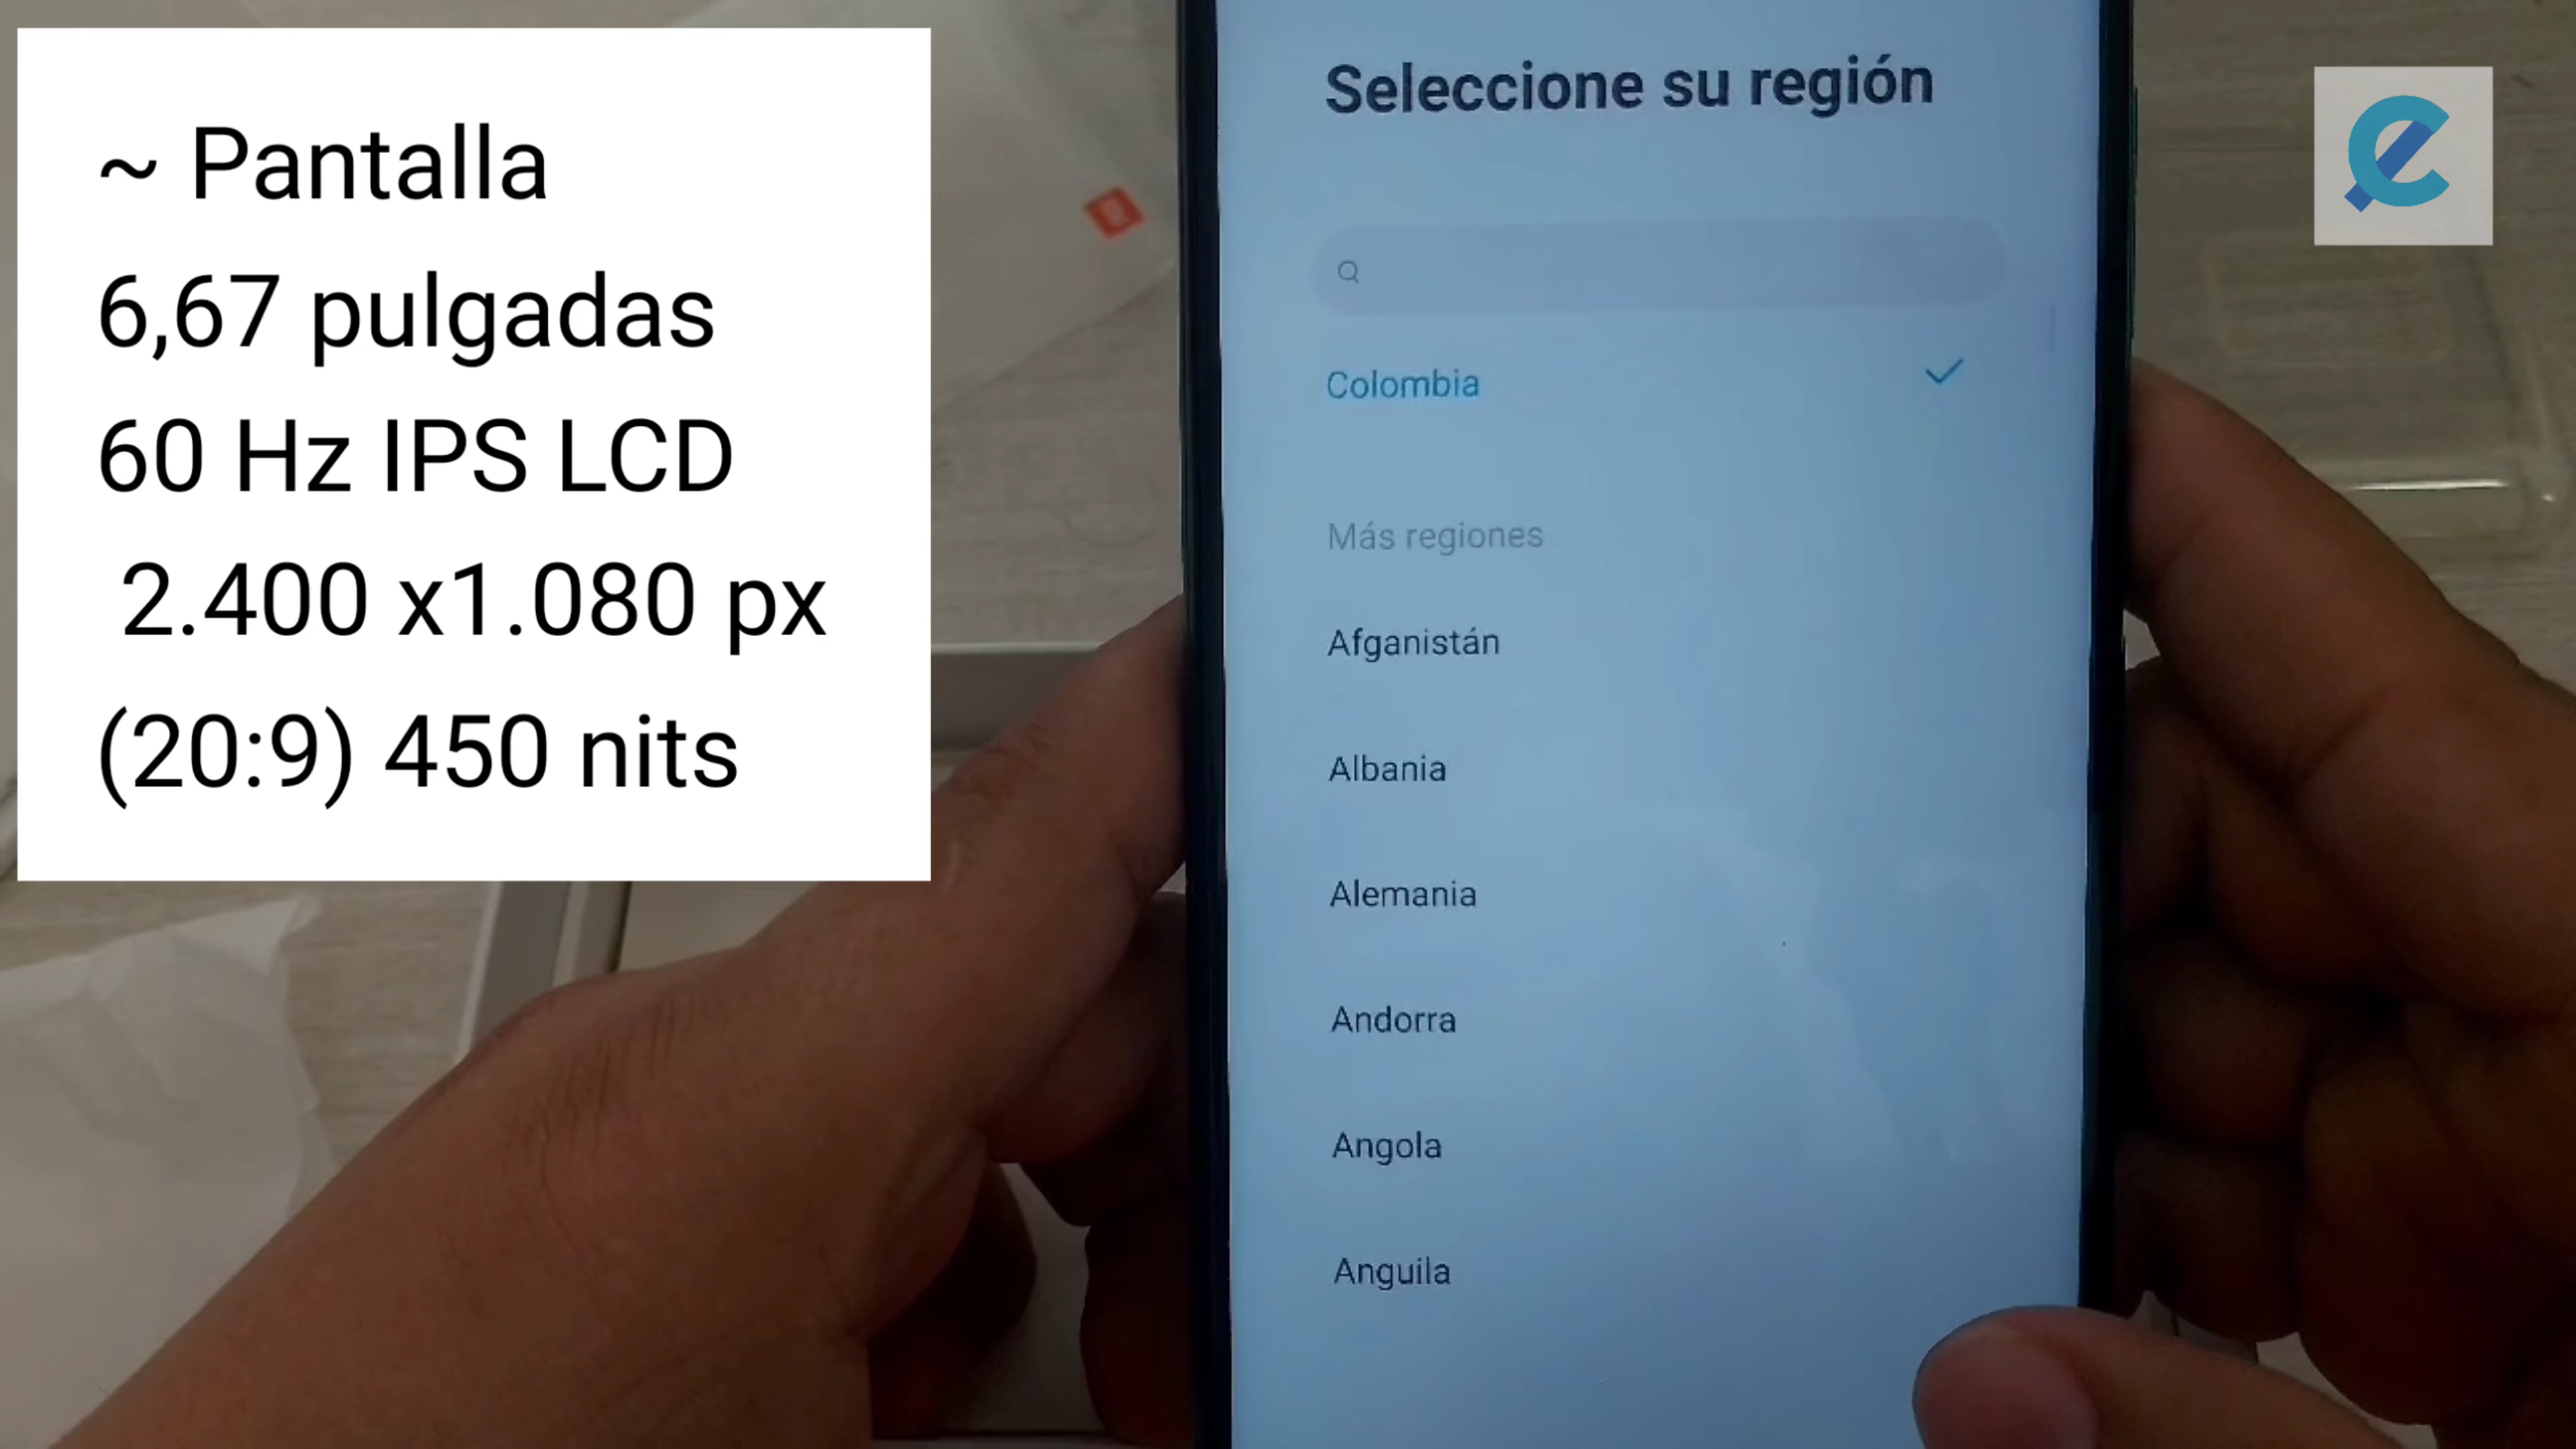 ~ Pantalla
6,67 pulgadas
60 Hz IPS LCD
2.400 x1.080 px
(20:9) 450 nits
Seleccione su región
Colombia
Más regiones
Afganistán
Albania
Alemania
Andorra
Angola
Anguila